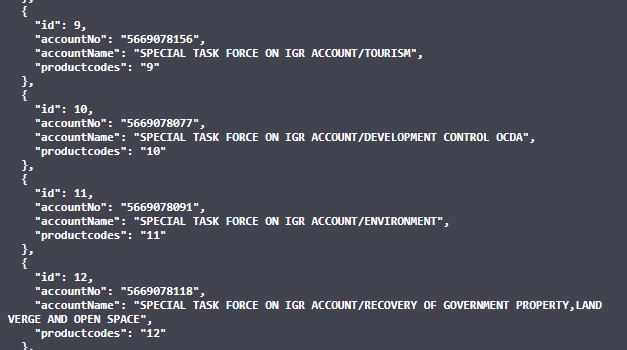 },
{
"id": 9,
"accountNo": "5669078156",
"accountName": "SPECIAL TASK FORCE ON IGR ACCOUNT/TOURISM",
"productcodes": "9"
},
{
"id": 10,
"accountNo": "5669078077",
"accountName": "SPECIAL TASK FORCE ON IGR ACCOUNT/DEVELOPMENT CONTROL OCDA",
"productcodes": "10"
},
{
"id": 11,
"accountNo": "5669078091",
"accountName": "SPECIAL TASK FORCE ON IGR ACCOUNT/ENVIRONMENT",
"productcodes": "11"
},
{
"id": 12,
"accountNo": "5669078118",
"accountName": "SPECIAL TASK FORCE ON IGR ACCOUNT/RECOVERY OF GOVERNMENT PROPERTY,LAND
VERGE AND OPEN SPACE",
"productcodes": "12"
},